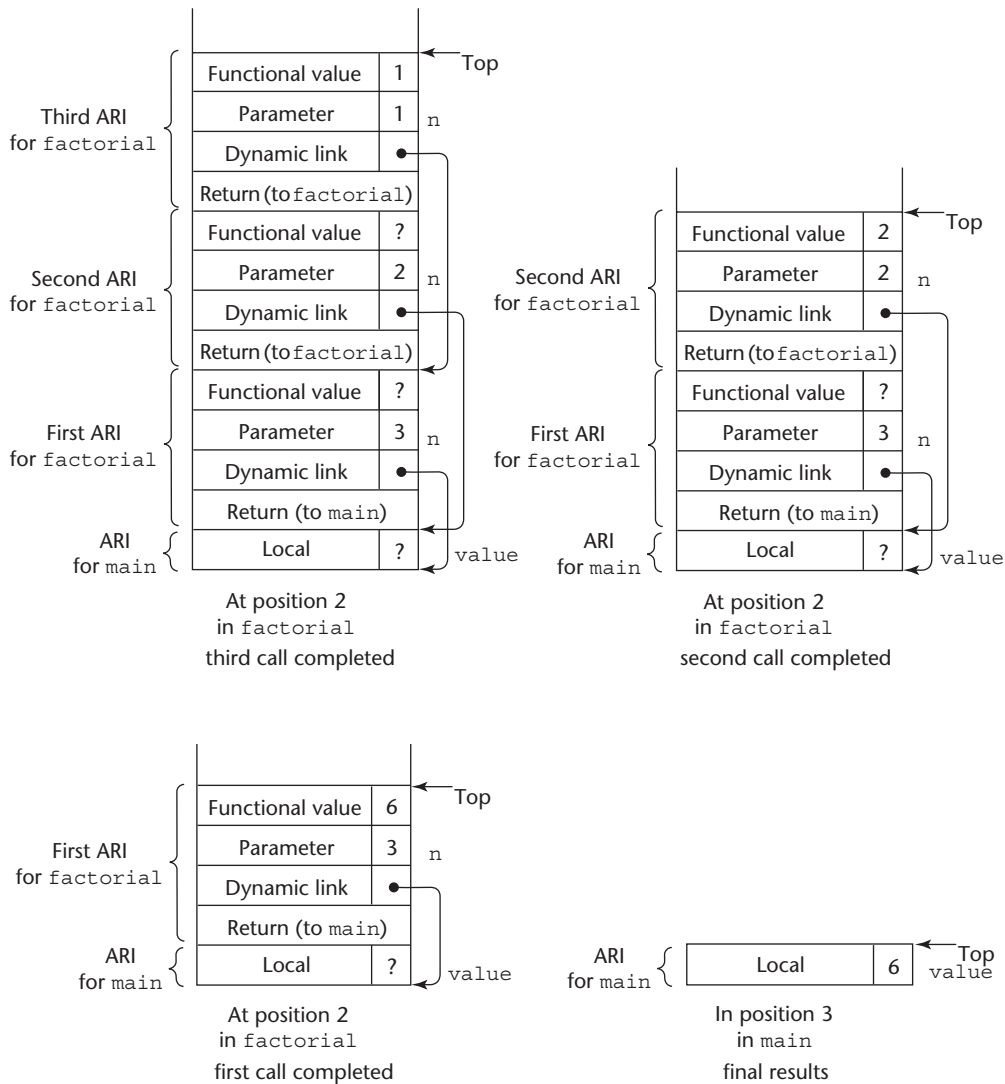 Top
Functional value 1
Third ARI
for factorial
Parameter 1 n
Dynamic link
Return (to factorial)
Functional value ?
Second ARI
for factorial
Parameter 2 n
Dynamic link
Return (to factorial)
Functional value ?
First ARI
for factorial
Parameter 3 n
Dynamic link
Return (to main)
ARI
for main
Local ?
value
At position 2
in factorial
third call completed
Top
Functional value 2
Second ARI
for factorial
Parameter 2 n
Dynamic link
Return (to factorial)
Functional value ?
First ARI
for factorial
Parameter 3 n
Dynamic link
Return (to main)
ARI
for main
Local ?
value
At position 2
in factorial
second call completed
Top
Functional value 6
First ARI
for factorial
Parameter 3 n
Dynamic link
Return (to main)
ARI
for main
Local ?
value
At position 2
in factorial
first call completed
Top
ARI
for main
Local 6
value
In position 3
in main
final results